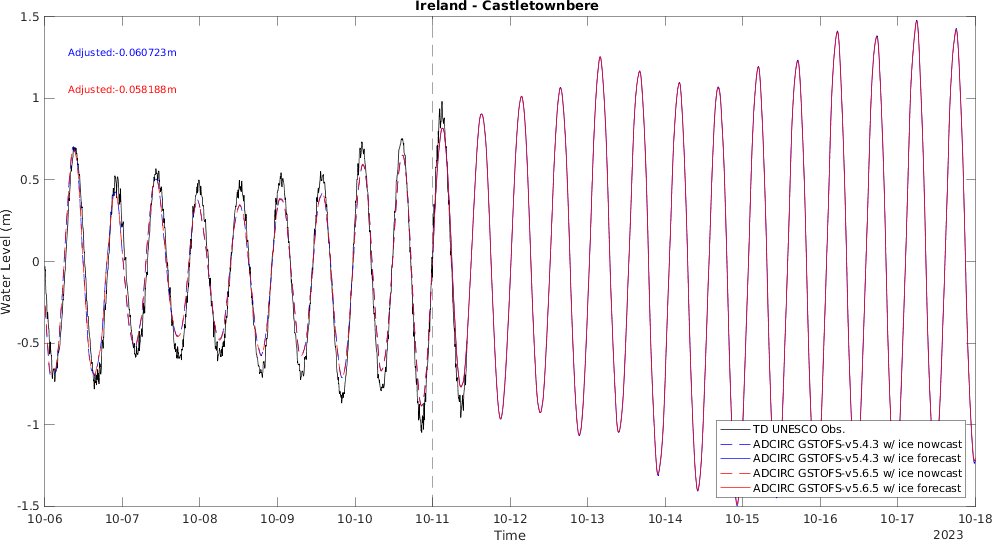 Ireland - Castletownbere
1.5
1
0.5
0
-0.5
-1
-1.5
Water Level (m)
Adjusted:-0.060723m
Adjusted:-0.058188m
TD UNESCO Obs.
ADCIRC GSTOFS-v5.4.3 w/ ice nowcast
ADCIRC GSTOFS-v5.4.3 w/ ice forecast
ADCIRC GSTOFS-v5.6.5 w/ ice nowcast
ADCIRC GSTOFS-v5.6.5 w/ ice forecast
10-06 10-07 10-08 10-09 10-10 10-11 10-12 10-13 10-14 10-15 10-16 10-17 10-18
Time
2023